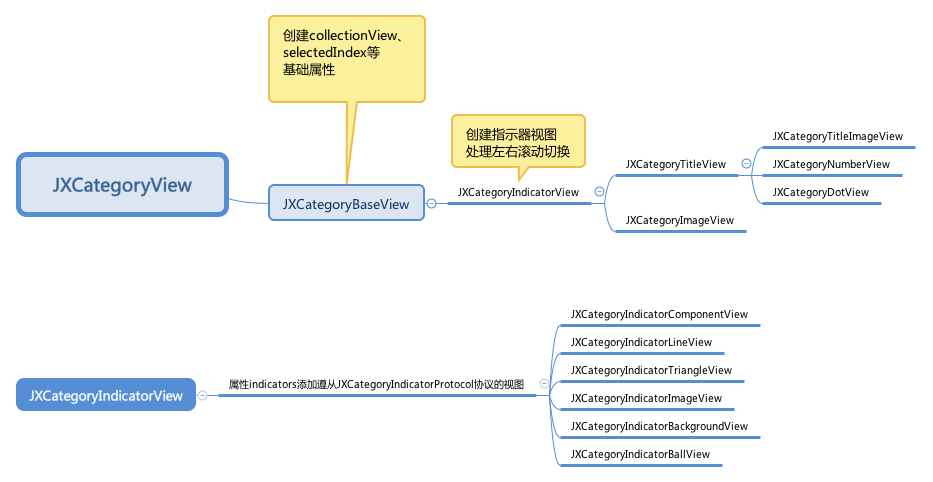 创建collectionView、
selectedIndex等
基础属性
创建指示器视图
处理左右滚动切换
JXCategoryView
JXCategoryBaseView
JXCategoryIndicatorView
JXCategoryTitleView
JXCategoryImageView
JXCategoryTitleImageView
JXCategoryNumberView
JXCategoryDotView
JXCategoryIndicatorView
属性indicators添加遵从JXCategoryIndicatorProtocol协议的视图
JXCategoryIndicatorComponentView
JXCategoryIndicatorLineView
JXCategoryIndicatorTriangleView
JXCategoryIndicatorImageView
JXCategoryIndicatorBackgroundView
JXCategoryIndicatorBallView